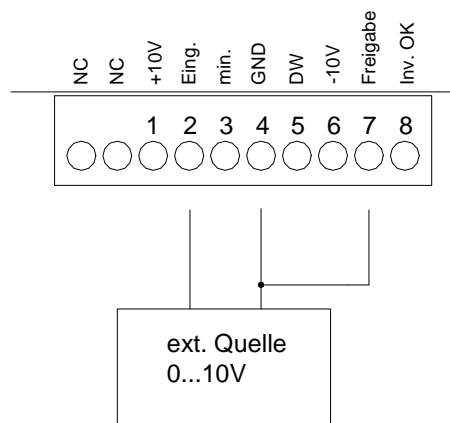 NC NC +10V Eing. min. GND DW -10V Freigabe Inv. OK
1 2 3 4 5 6 7 8
ext. Quelle
0...10V